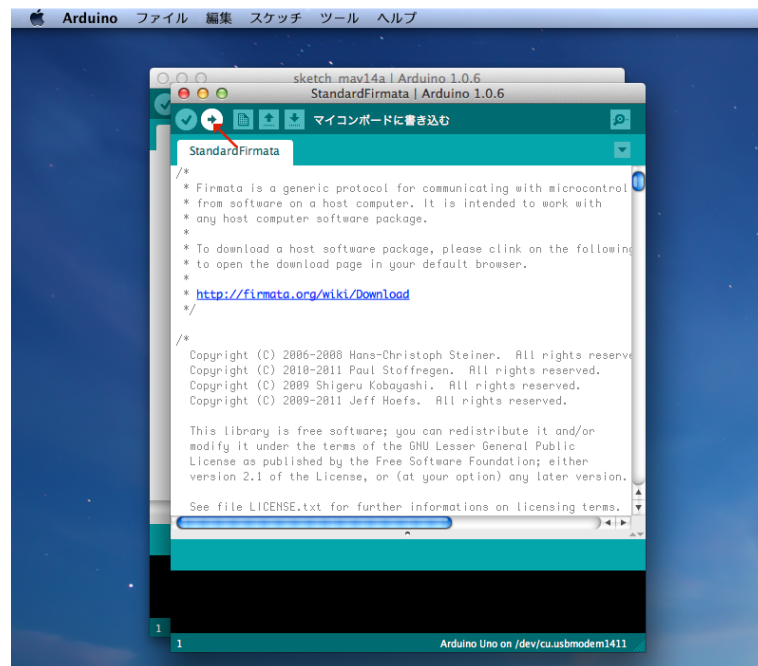 Arduino ファイル 編集 スケッチ ツール ヘルプ
sketch_may14a | Arduino 1.0.6
StandardFirmata | Arduino 1.0.6
マイコンボードに書き込む
StandardFirmata
/*
* Firmata is a generic protocol for communicating with microcontrol
* from software on a host computer. It is intended to work with
* any host computer software package.
*
* To download a host software package, please clink on the following
* to open the download page in your default browser.
*
* http://firmata.org/wiki/Download
*/
/*
Copyright (C) 2006-2008 Hans-Christoph Steiner. All rights reserve
Copyright (C) 2010-2011 Paul Stoffregen. All rights reserved.
Copyright (C) 2009 Shigeru Kobayashi. All rights reserved.
Copyright (C) 2009-2011 Jeff Hoefs. All rights reserved.
This library is free software; you can redistribute it and/or
modify it under the terms of the GNU Lesser General Public
License as published by the Free Software Foundation; either
version 2.1 of the License, or (at your option) any later version.
See file LICENSE.txt for further informations on licensing terms.
1
1 Arduino Uno on /dev/cu.usbmodem1411